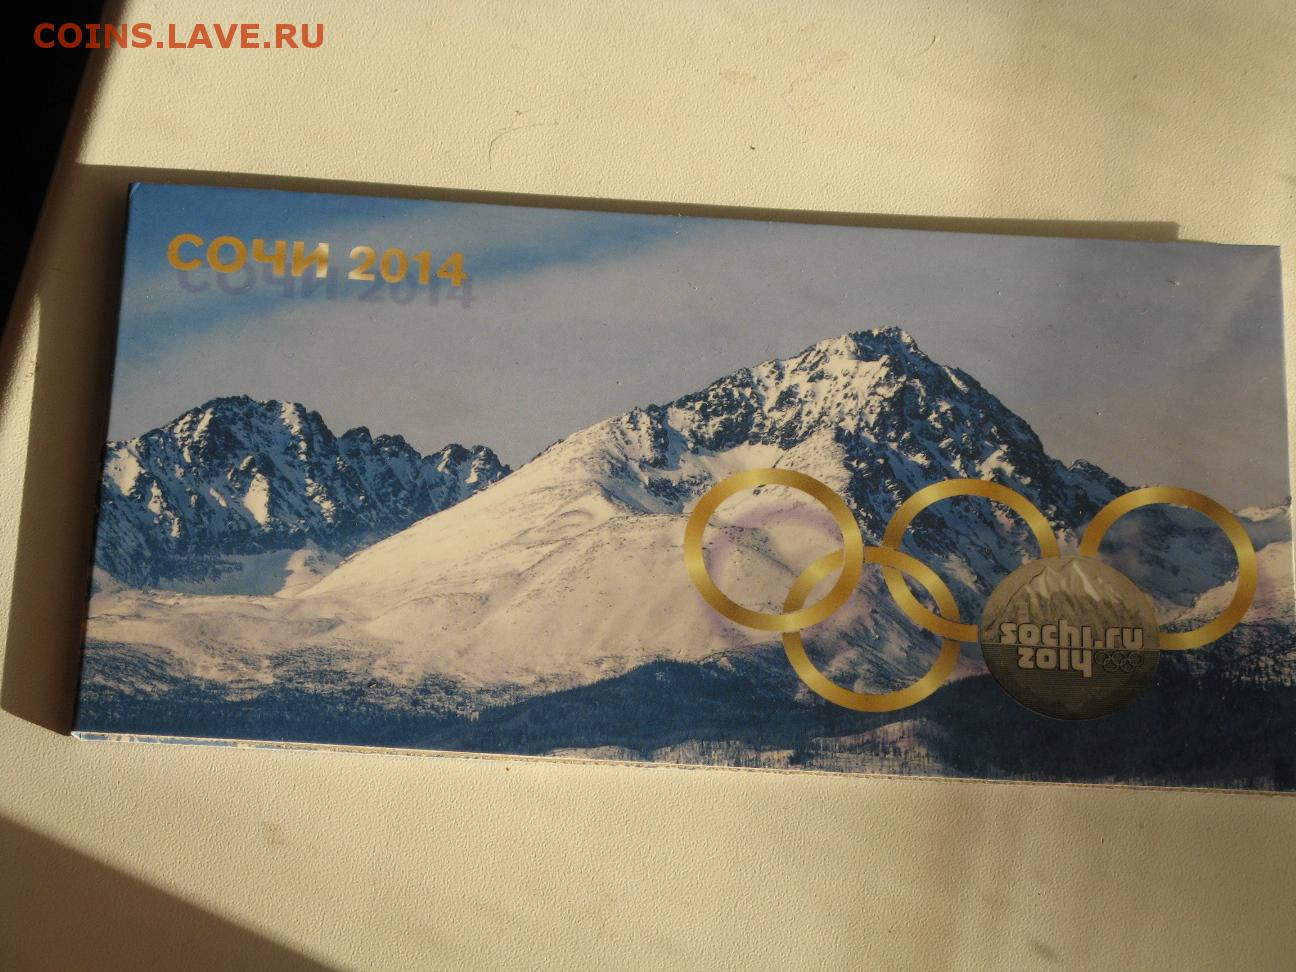 COINS.LAVE.RU
СОЧИ 2014
sochi.ru
2014